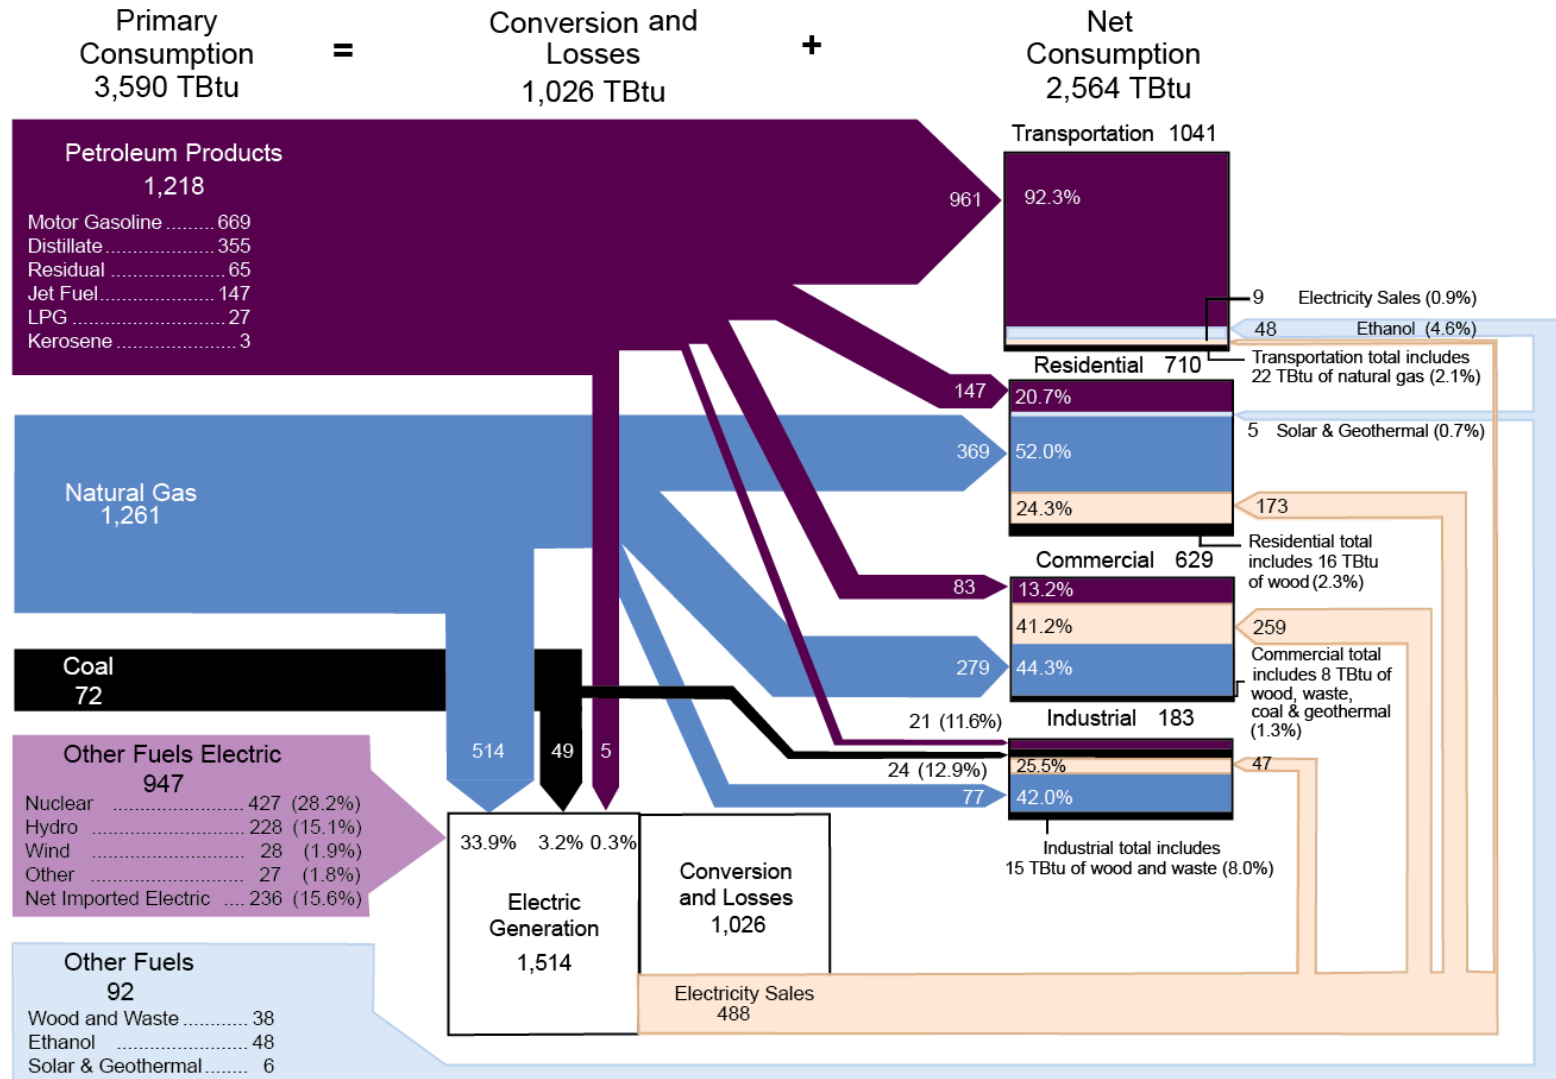 Primary
Consumption
3,590 TBtu
=
Conversion and
Losses
1,026 TBtu
+
Net
Consumption
2,564 TBtu
Petroleum Products
1,218
Motor Gasoline ......... 669
Distillate ..................... 355
Residual ..................... 65
Jet Fuel ..................... 147
LPG ........................... 27
Kerosene ................... 3
961
Transportation 1041
92.3%
9 Electricity Sales (0.9%)
48 Ethanol (4.6%)
Transportation total includes
22 TBtu of natural gas (2.1%)
Residential 710
147
20.7%
5 Solar & Geothermal (0.7%)
369
52.0%
24.3%
173
Residential total
includes 16 TBtu
of wood (2.3%)
Natural Gas
1,261
Commercial 629
83
13.2%
41.2%
259
279
44.3%
Commercial total
includes 8 TBtu of
wood, waste,
coal & geothermal
(1.3%)
Coal
72
Industrial 183
21 (11.6%)
24 (12.9%)
25.5%
47
77
42.0%
Industrial total includes
15 TBtu of wood and waste (8.0%)
514
49
5
Other Fuels Electric
947
Nuclear ...................... 427 (28.2%)
Hydro ......................... 228 (15.1%)
Wind ......................... 28 (1.9%)
Other ......................... 27 (1.8%)
Net Imported Electric .... 236 (15.6%)
33.9% 3.2% 0.3%
Electric
Generation
1,514
Conversion
and Losses
1,026
Electricity Sales
488
Other Fuels
92
Wood and Waste ........... 38
Ethanol ................. 48
Solar & Geothermal ....... 6